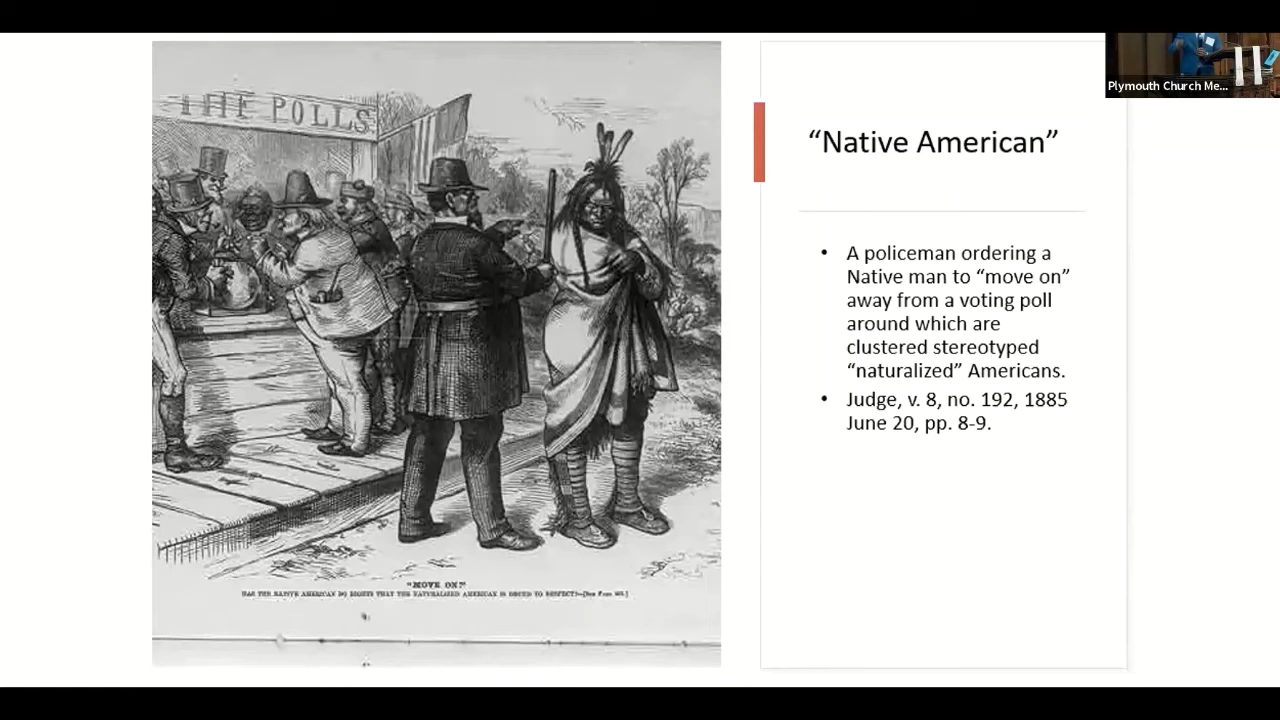 THE POLLS
"MOVE ON!"
HAS THE NATIVE AMERICAN NO RIGHTS THAT THE NATURALIZED AMERICAN IS BOUND TO RESPECT?—[See Page
“Native American”
• A policeman ordering a
Native man to “move on”
away from a voting poll
around which are
clustered stereotyped
“naturalized” Americans.
• Judge, v. 8, no. 192, 1885
June 20, pp. 8-9.
Plymouth Church Me...